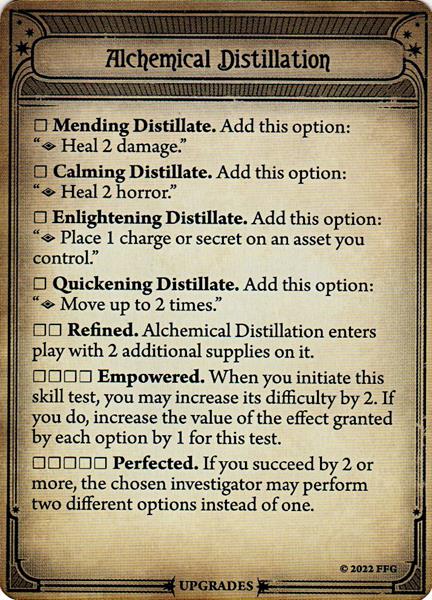 Alchemical Distillation
☐ Mending Distillate. Add this option:
“◈ Heal 2 damage.”
☐ Calming Distillate. Add this option:
“◈ Heal 2 horror.”
☐ Enlightening Distillate. Add this option:
“◈ Place 1 charge or secret on an asset you
control.”
☐ Quickening Distillate. Add this option:
“◈ Move up to 2 times.”
☐☐ Refined. Alchemical Distillation enters
play with 2 additional supplies on it.
☐☐☐☐ Empowered. When you initiate this
skill test, you may increase its difficulty by 2. If
you do, increase the value of the effect granted
by each option by 1 for this test.
☐☐☐☐☐ Perfected. If you succeed by 2 or
more, the chosen investigator may perform
two different options instead of one.
© 2022 FFG
UPGRADES